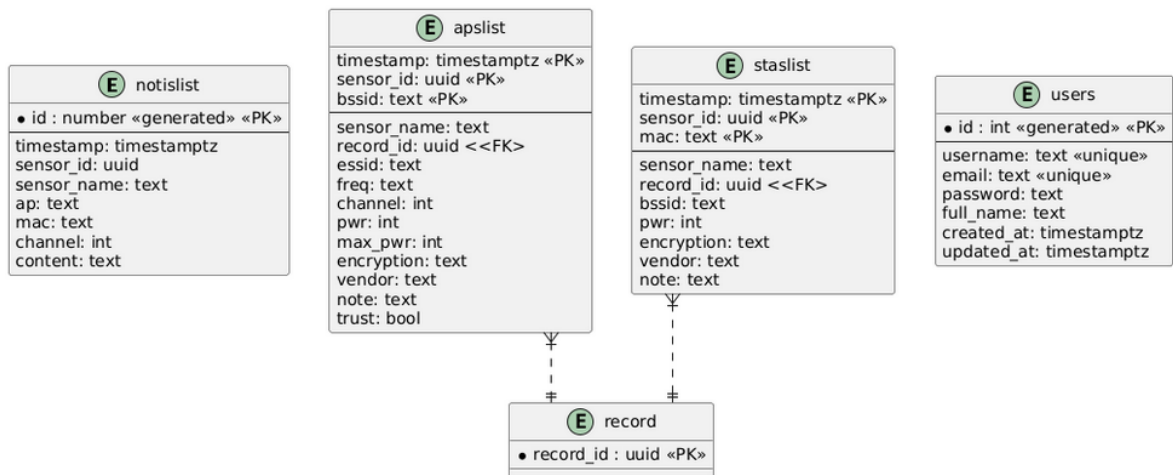 E notislist
id : number «generated» «PK»
timestamp: timestamptz
sensor_id: uuid
sensor_name: text
ap: text
mac: text
channel: int
content: text
E apslist
timestamp: timestamptz «PK»
sensor_id: uuid «PK»
bssid: text «PK»
sensor_name: text
record_id: uuid <<FK>
essid: text
freq: text
channel: int
pwr: int
max_pwr: int
encryption: text
vendor: text
note: text
trust: bool
E staslist
timestamp: timestamptz «PK»
sensor_id: uuid «PK»
mac: text «PK»
sensor_name: text
record_id: uuid <<FK>
bssid: text
pwr: int
encryption: text
vendor: text
note: text
E users
id : int «generated» «PK»
username: text «unique»
email: text «unique»
password: text
full_name: text
created_at: timestamptz
updated_at: timestamptz
E record
record_id : uuid «PK»